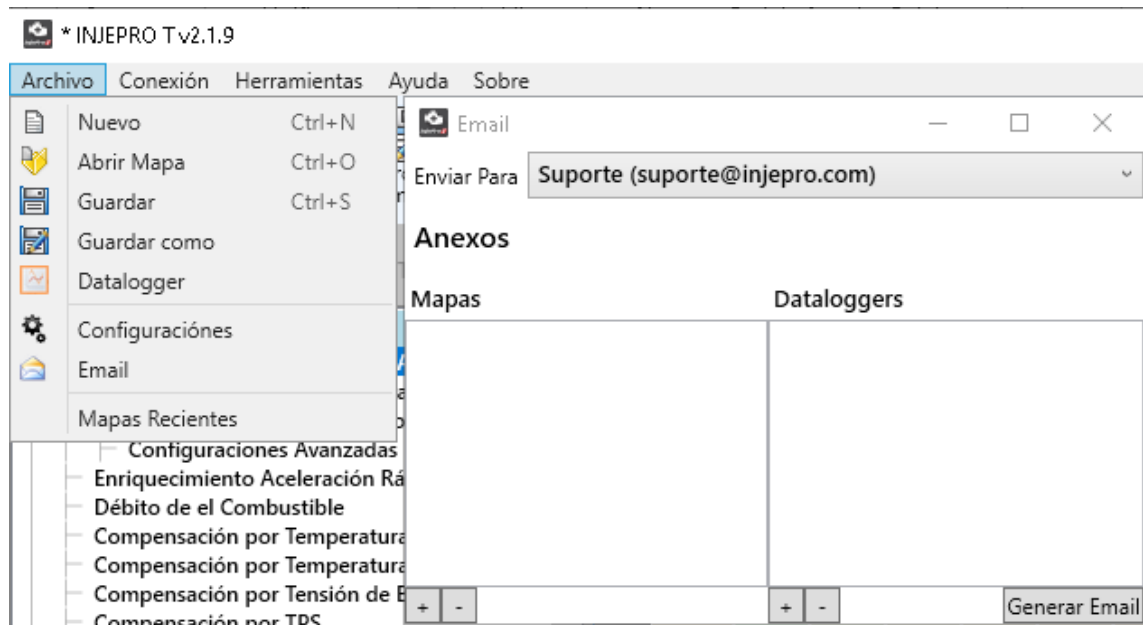 * INJEPRO T v2.1.9
Archivo Conexión Herramientas Ayuda Sobre
Nuevo Ctrl+N
Abrir Mapa Ctrl+O
Guardar Ctrl+S
Guardar como
Datalogger
Configuraciónes
Email
Mapas Recientes
Configuraciones Avanzadas
Enriquecimiento Aceleración
Débito de el Combustible
Compensación por Temperatura
Compensación por Temperatura
Compensación por Tensión de
Compensación por TPS
Email
Enviar Para Suporte (suporte@injepro.com)
Anexos
Mapas Dataloggers
+ - + - Generar Email